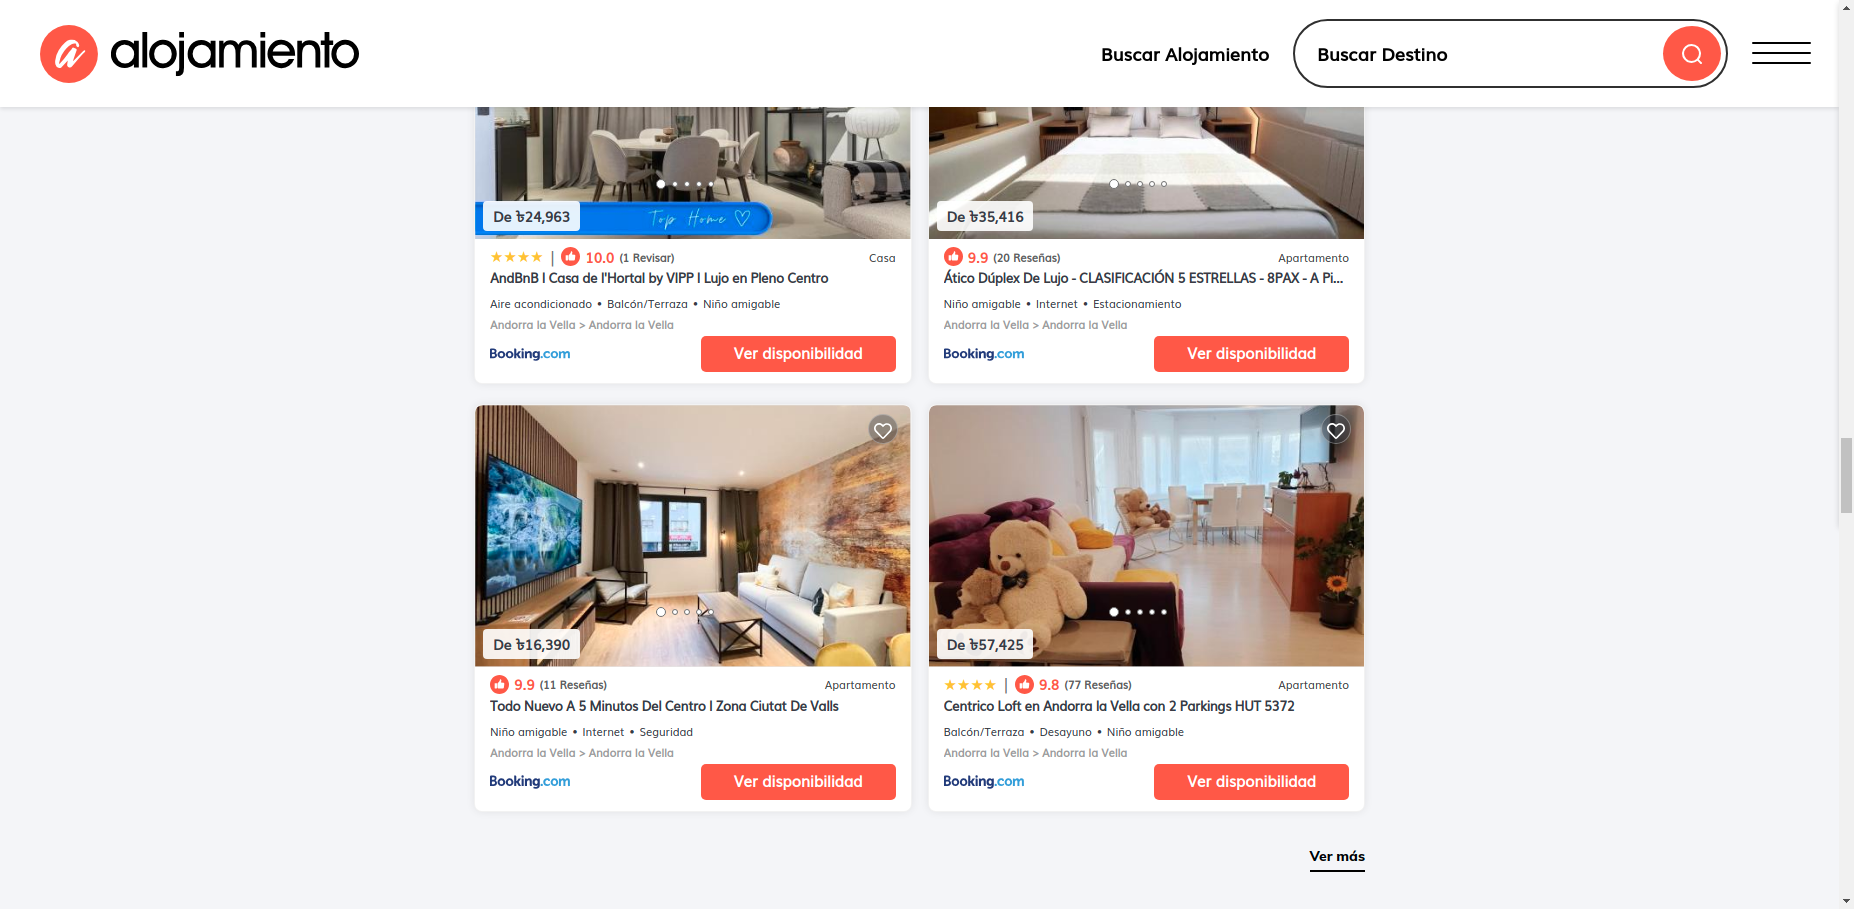 a alojamiento
Buscar Alojamiento
Buscar Destino
De ৳24,963
Top Home
10.0 (1 Revisar)
Casa
AndBnB I Casa de l'Hortal by VIPP I Lujo en Pleno Centro
Aire acondicionado • Balcón/Terraza • Niño amigable
Andorra la Vella > Andorra la Vella
Booking.com
Ver disponibilidad
De ৳35,416
9.9 (20 Reseñas)
Apartamento
Ático Dúplex De Lujo - CLASIFICACIÓN 5 ESTRELLAS - 8PAX - A Pi...
Niño amigable • Internet • Estacionamiento
Andorra la Vella > Andorra la Vella
Booking.com
Ver disponibilidad
De ৳16,390
9.9 (11 Reseñas)
Apartamento
Todo Nuevo A 5 Minutos Del Centro I Zona Ciutat De Valls
Niño amigable • Internet • Seguridad
Andorra la Vella > Andorra la Vella
Booking.com
Ver disponibilidad
De ৳57,425
9.8 (77 Reseñas)
Apartamento
Centrico Loft en Andorra la Vella con 2 Parkings HUT 5372
Balcón/Terraza • Desayuno • Niño amigable
Andorra la Vella > Andorra la Vella
Booking.com
Ver disponibilidad
Ver más